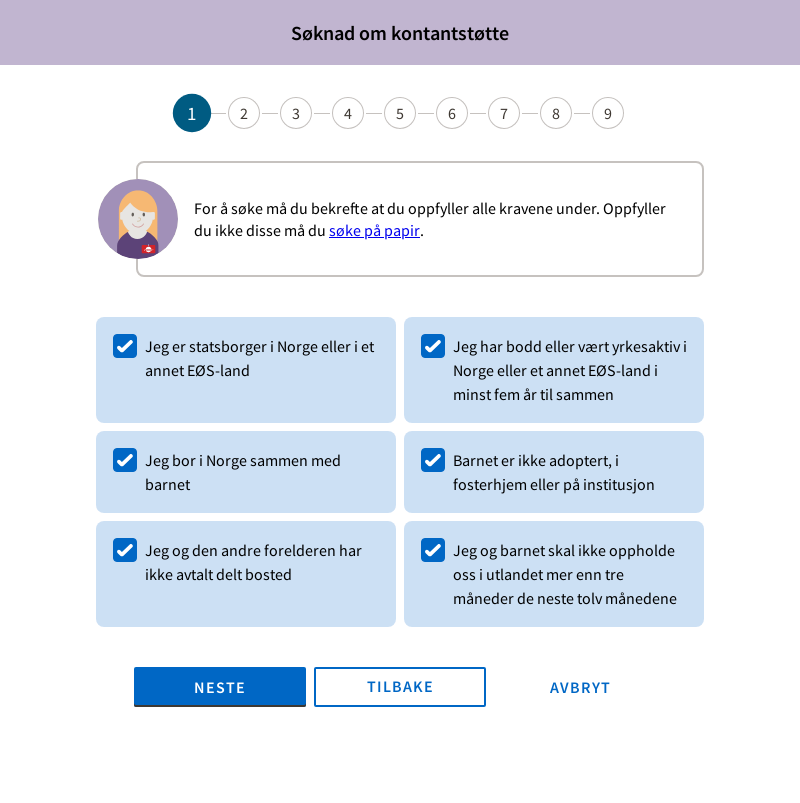 Søknad om kontantstøtte
1 2 3 4 5 6 7 8 9
For å søke må du bekrefte at du oppfyller alle kravene under. Oppfyller
du ikke disse må du søke på papir.
Jeg er statsborger i Norge eller i et
annet EØS-land
Jeg har bodd eller vært yrkesaktiv i
Norge eller et annet EØS-land i
minst fem år til sammen
Jeg bor i Norge sammen med
barnet
Barnet er ikke adoptert, i
fosterhjem eller på institusjon
Jeg og den andre forelderen har
ikke avtalt delt bosted
Jeg og barnet skal ikke oppholde
oss i utlandet mer enn tre
måneder de neste tolv månedene
NESTE TILBAKE AVBRYT